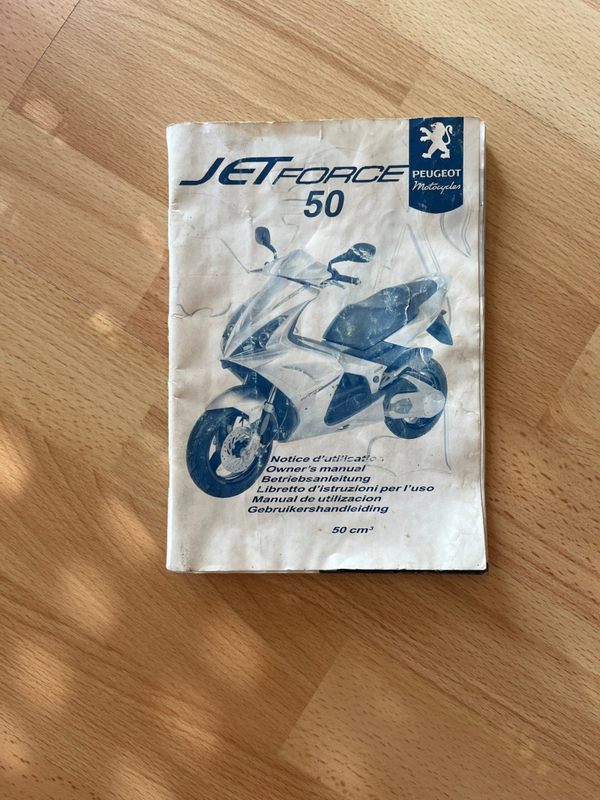 JETFORCE
50
PEUGEOT
Motocycles
Notice d'utilisation
Owner's manual
Betriebsanleitung
Libretto d'istruzioni per l'uso
Manual de utilizacion
Gebruikershandleiding
50 cm³